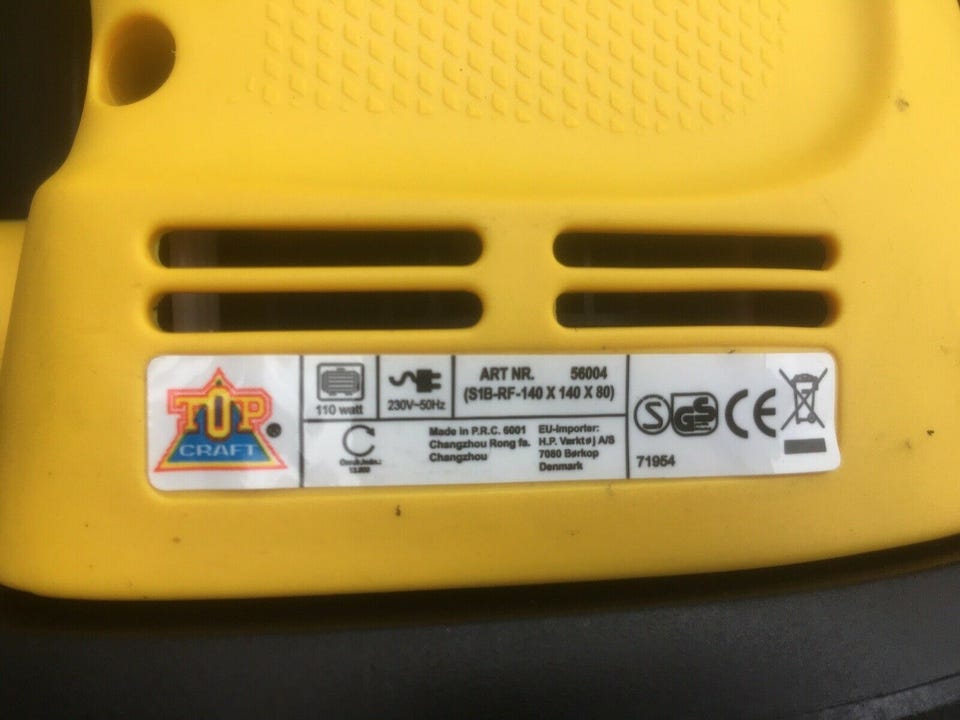 TOP
CRAFT
®
110 watt
230V~50Hz
ART NR. 56004
(S1B-RF-140 X 140 X 80)
Made in P.R.C. 6001
Changzhou Rong fa.
Changzhou
EU-importer:
H.P. Værktøj A/S
7080 Børkop
Denmark
S
GS
CE
71954